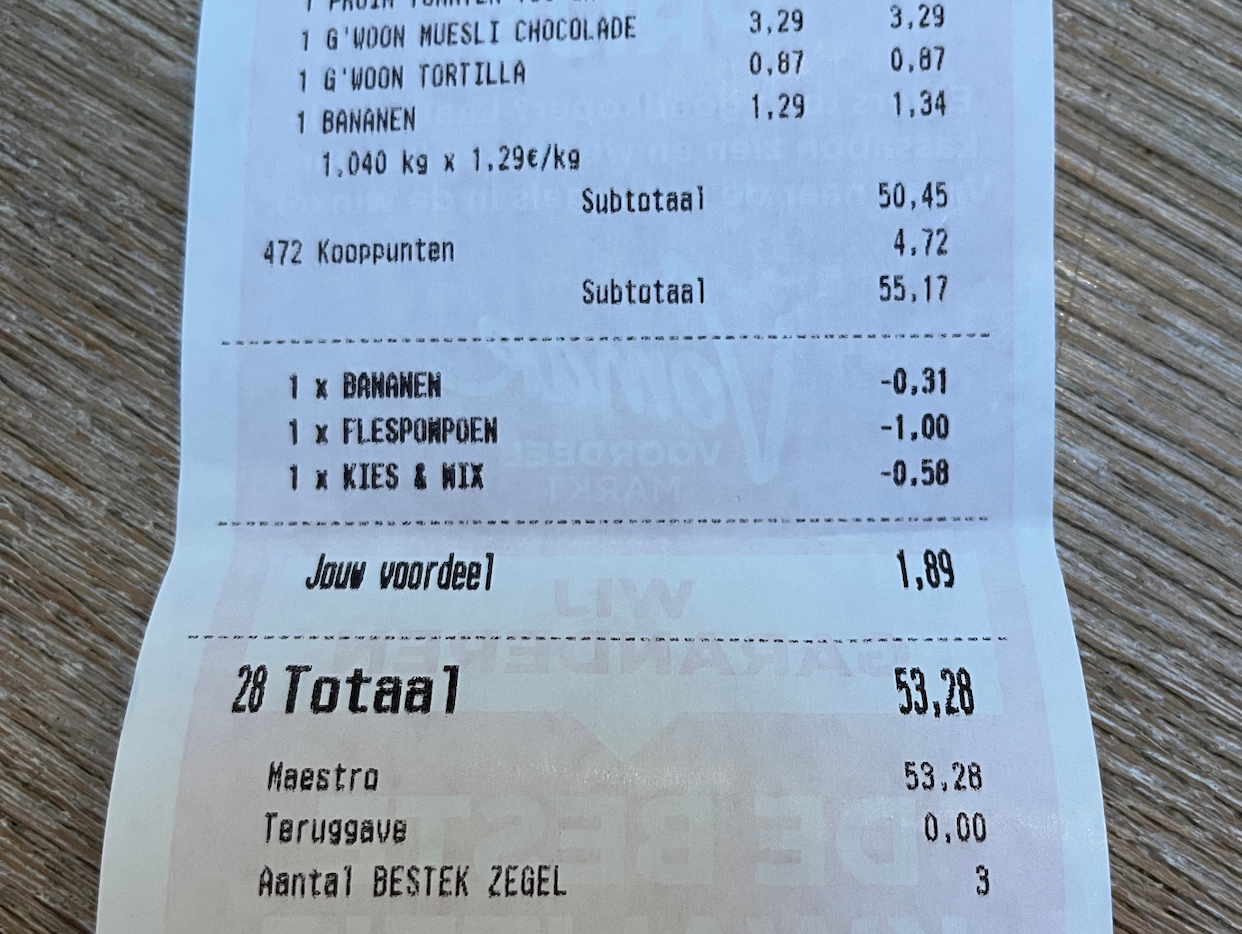 1 G'WOON MUESLI CHOCOLADE 3,29 3,29
1 G'WOON TORTILLA 0,87 0,87
1 BANANEN 1,29 1,34
1,040 kg x 1,29€/kg
Subtotaal 50,45
472 Kooppunten 4,72
Subtotaal 55,17
1 x BANANEN -0,31
1 x FLESPOMPOEN -1,00
1 x KIES & MIX -0,58
Jouw voordeel 1,89
28 Totaal 53,28
Maestro 53,28
Teruggave 0,00
Aantal BESTEK ZEGEL 3